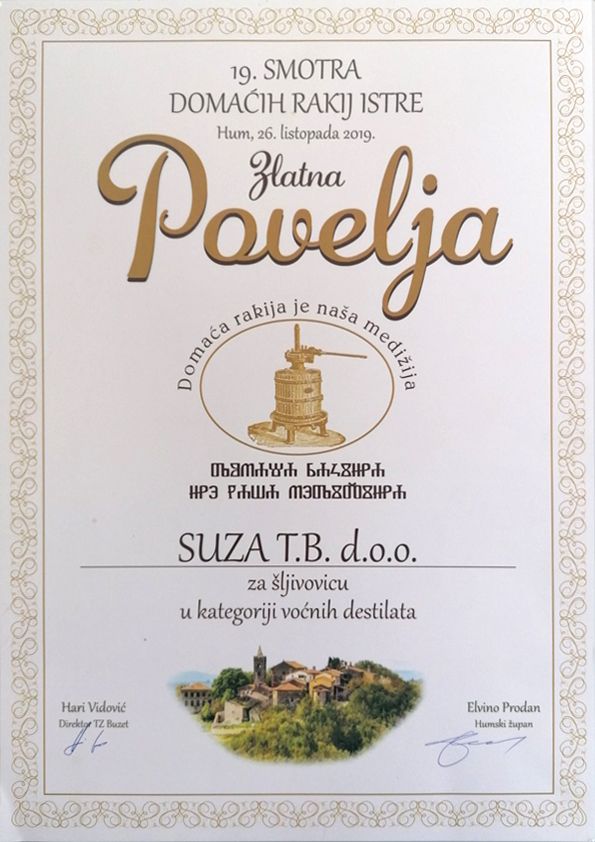 19. SMOTRA
DOMAĆIH RAKIJ ISTRE
Hum, 26. listopada 2019.
Zlatna
Povelja
Domaća rakija je naša medižija
SUZA T.B. d.o.o.
za šljivovicu
u kategoriji voćnih destilata
Hari Vidović
Direktor TZ Buzet
Elvino Prodan
Humski župan